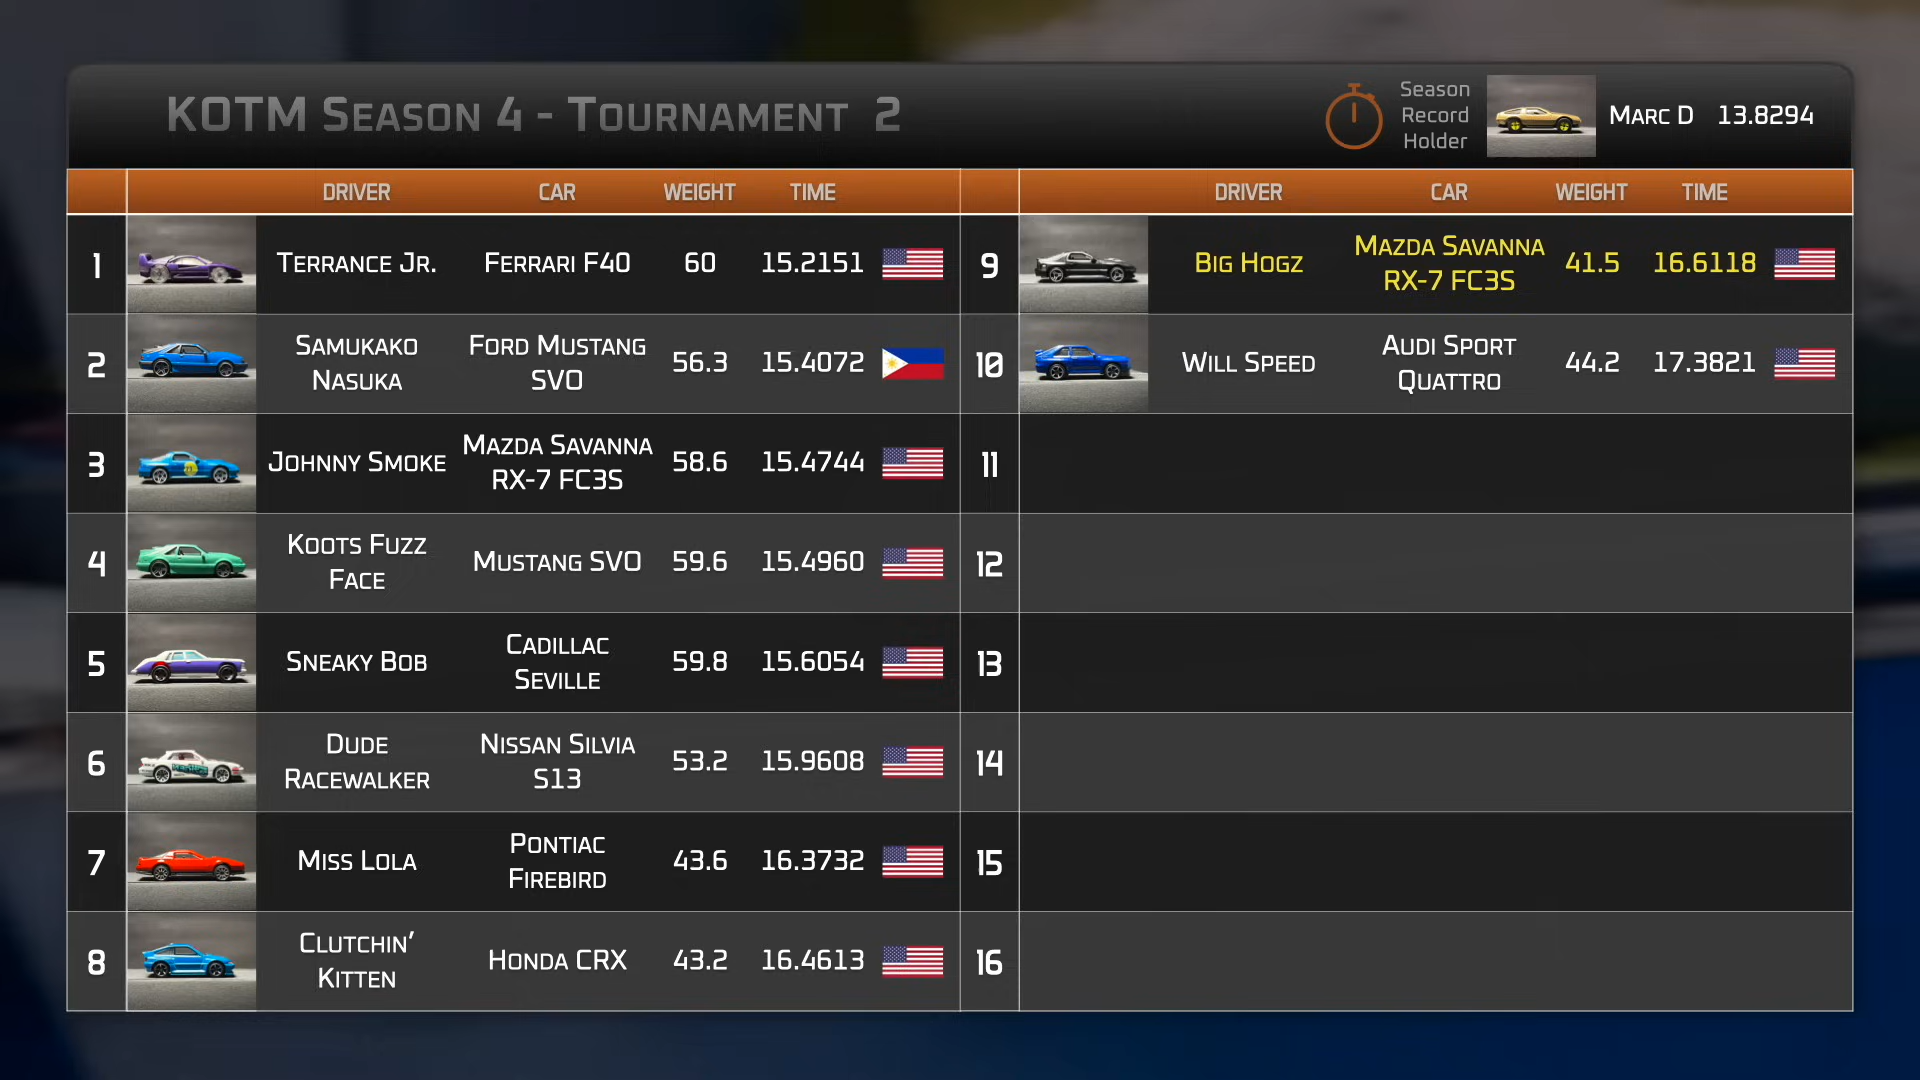 KOTM Season 4 - Tournament 2
Season
Record
Holder
Marc D 13.8294
DRIVER CAR WEIGHT TIME
1 Terrance Jr. Ferrari F40 60 15.2151
2 Samukako Nasuka Ford Mustang SVO 56.3 15.4072
3 Johnny Smoke Mazda Savanna RX-7 FC3S 58.6 15.4744
4 Koots Fuzz Face Mustang SVO 59.6 15.4960
5 Sneaky Bob Cadillac Seville 59.8 15.6054
6 Dude Racewalker Nissan Silvia S13 53.2 15.9608
7 Miss Lola Pontiac Firebird 43.6 16.3732
8 Clutchin' Kitten Honda CRX 43.2 16.4613
DRIVER CAR WEIGHT TIME
9 Big Hogz Mazda Savanna RX-7 FC3S 41.5 16.6118
10 Will Speed Audi Sport Quattro 44.2 17.3821
11
12
13
14
15
16